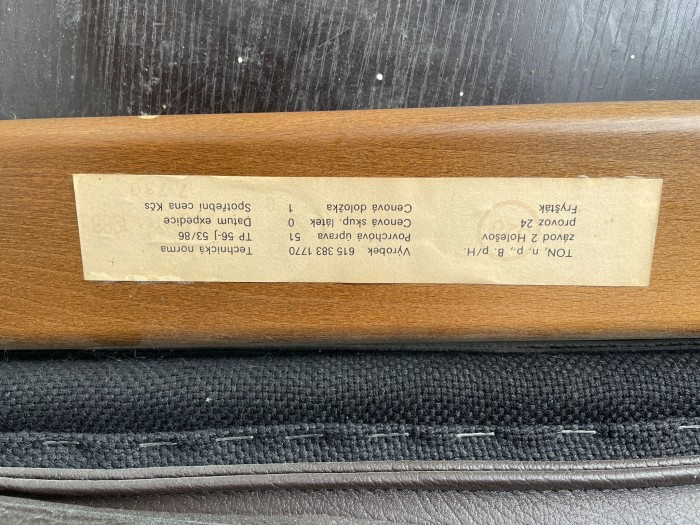 TON, n. p., B. p/H.
závod 2 Holešov
provoz 24
Fryšták
Výrobek 615 383 1770
Povrchová úprava 51
Cenová skup. látek 0
Cenová doložka 1
Technická norma
TP 56-j 53/86
Datum expedice
Spotřební cena Kčs